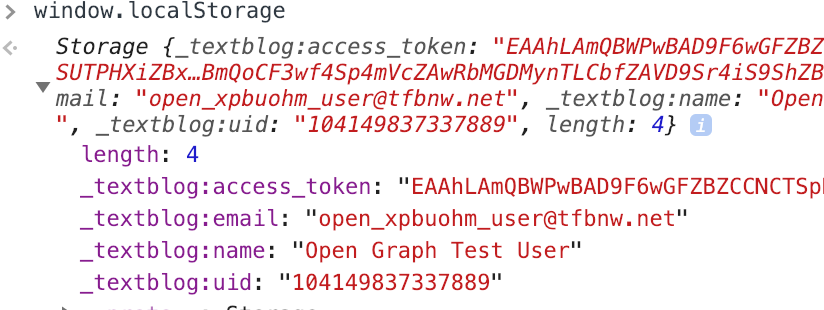 > window.localStorage
Storage {_textblog:access_token: "EAAhLAmQBWPwBAD9F6wGFZBZ
SUTPHXiZBx…BmQoCF3wf4Sp4mVcZAwRbMGDMynTLCbfZAVD9Sr4iS9ShZB
mail: "open_xpbuohm_user@tfbnw.net", _textblog:name: "Open
", _textblog:uid: "104149837337889", length: 4} i
length: 4
_textblog:access_token: "EAAhLAmQBWPwBAD9F6wGFZBZCCNCTSp
_textblog:email: "open_xpbuohm_user@tfbnw.net"
_textblog:name: "Open Graph Test User"
_textblog:uid: "104149837337889"